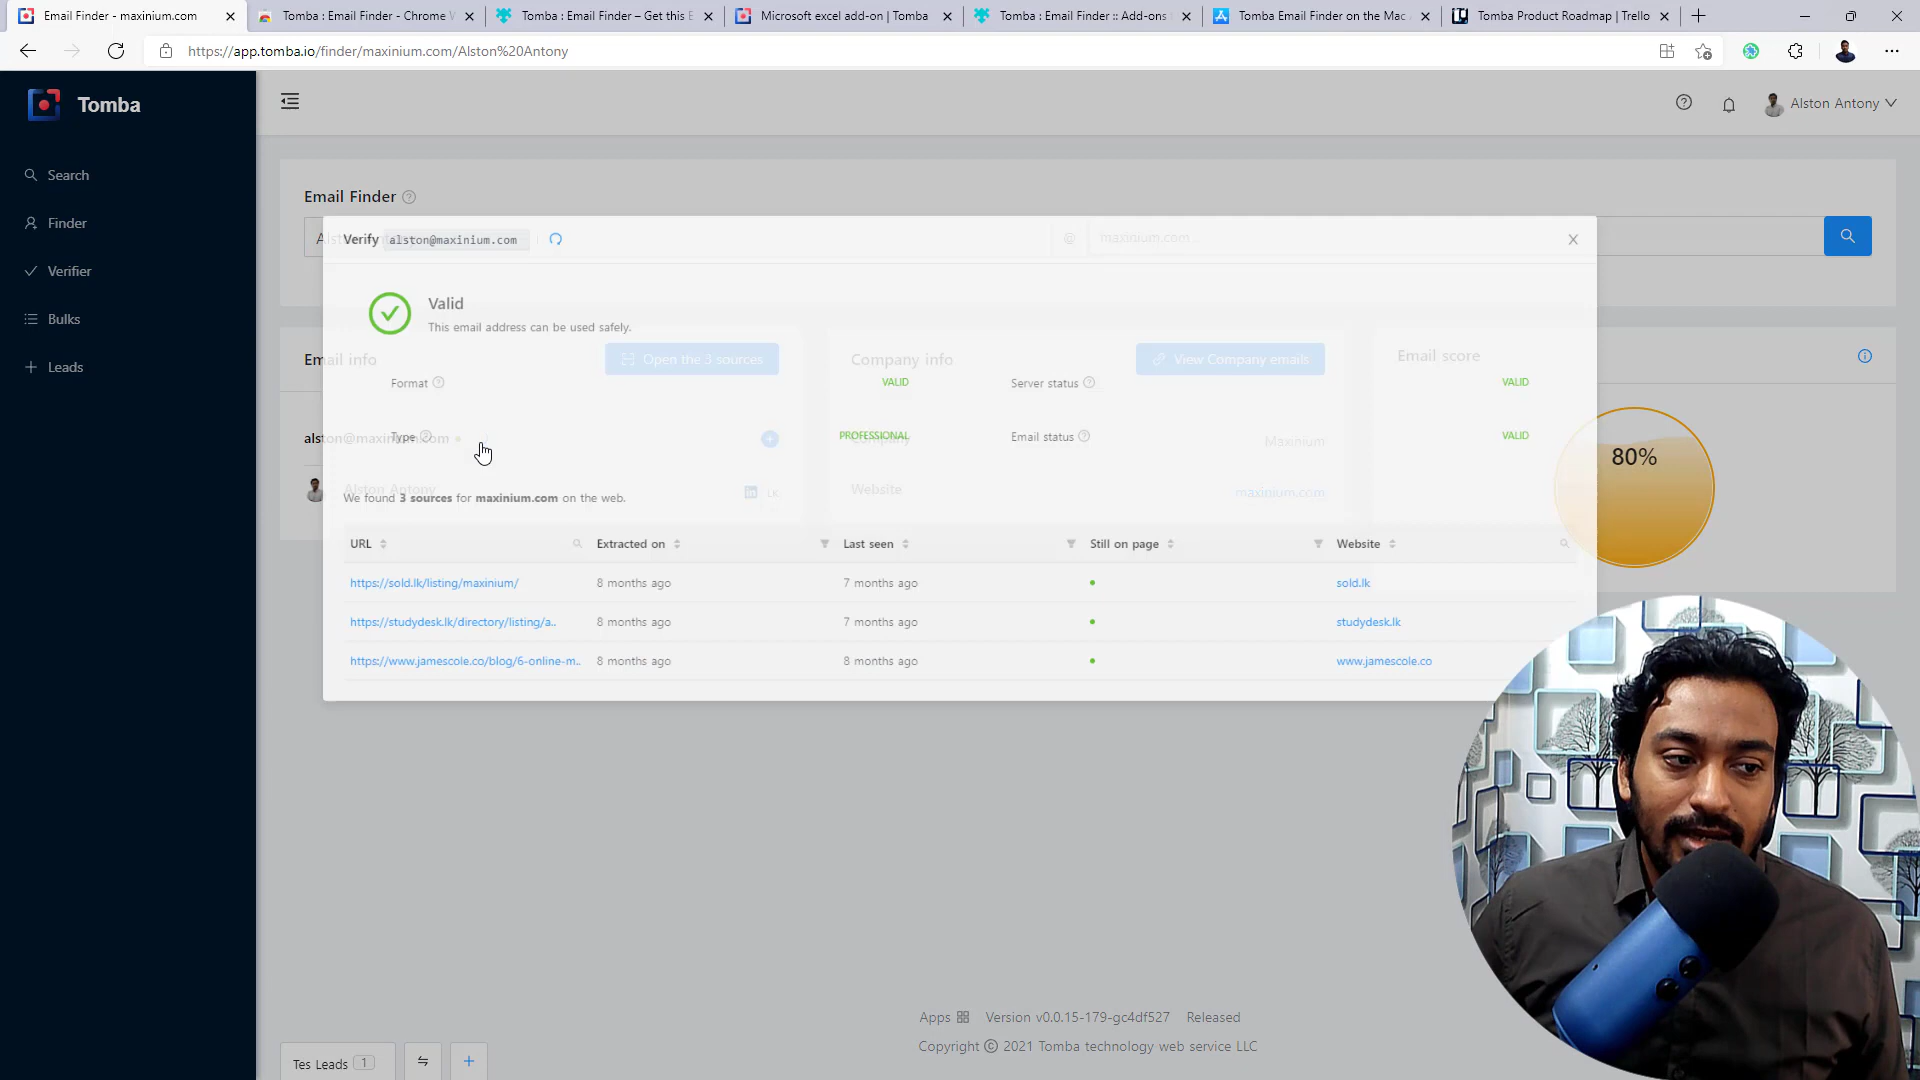 Email Finder - maxinium.com
Tomba : Email Finder - Chrome W
Tomba : Email Finder – Get this E
Microsoft excel add-on | Tomba
Tomba : Email Finder :: Add-ons
Tomba Email Finder on the Mac
Tomba Product Roadmap | Trello
https://app.tomba.io/finder/maxinium.com/Alston%20Antony
Tomba
Alston Antony
Search
Finder
Verifier
Bulks
Leads
Email Finder
Verify alston@maxinium.com
@ maxinium.com...
Valid
This email address can be used safely.
Email info
Open the 3 sources
Company info
View Company emails
Email score
Format
VALID
Server status
VALID
alston@maxinium.com
Type
PROFESSIONAL
Company
Email status
Maxinium
VALID
80%
Alston Antony
LK
Website
maxinium.com
We found 3 sources for maxinium.com on the web.
URL Extracted on Last seen Still on page Website
https://sold.lk/listing/maxinium/ 8 months ago 7 months ago sold.lk
https://studydesk.lk/directory/listing/a.. 8 months ago 7 months ago studydesk.lk
https://www.jamescole.co/blog/6-online-m.. 8 months ago 8 months ago www.jamescole.co
Apps Version v0.0.15-179-gc4df527 Released
Copyright © 2021 Tomba technology web service LLC
Tes Leads 1